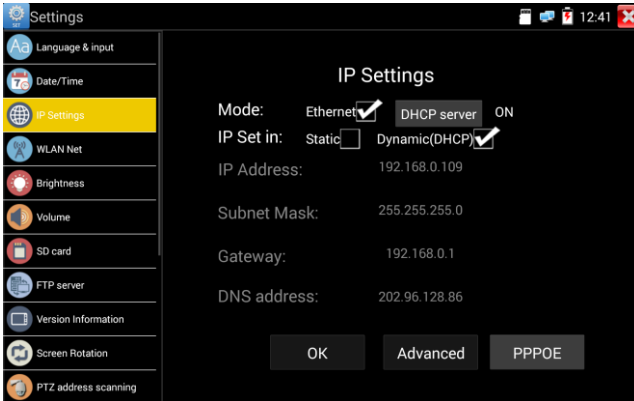 SET
Settings
12:41
Aa
Language & input
Date/Time
IP Settings
WLAN Net
Brightness
Volume
SD card
FTP server
Version Information
Screen Rotation
PTZ address scanning
IP Settings
Mode: Ethernet DHCP server ON
IP Set in: Static Dynamic(DHCP)
IP Address: 192.168.0.109
Subnet Mask: 255.255.255.0
Gateway: 192.168.0.1
DNS address: 202.96.128.86
OK Advanced PPPOE